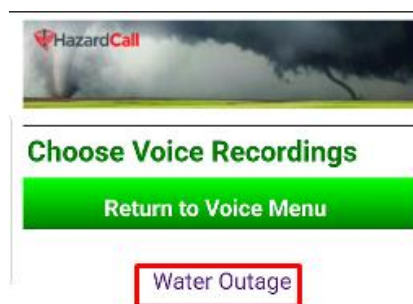 HazardCall
Choose Voice Recordings
Return to Voice Menu
Water Outage